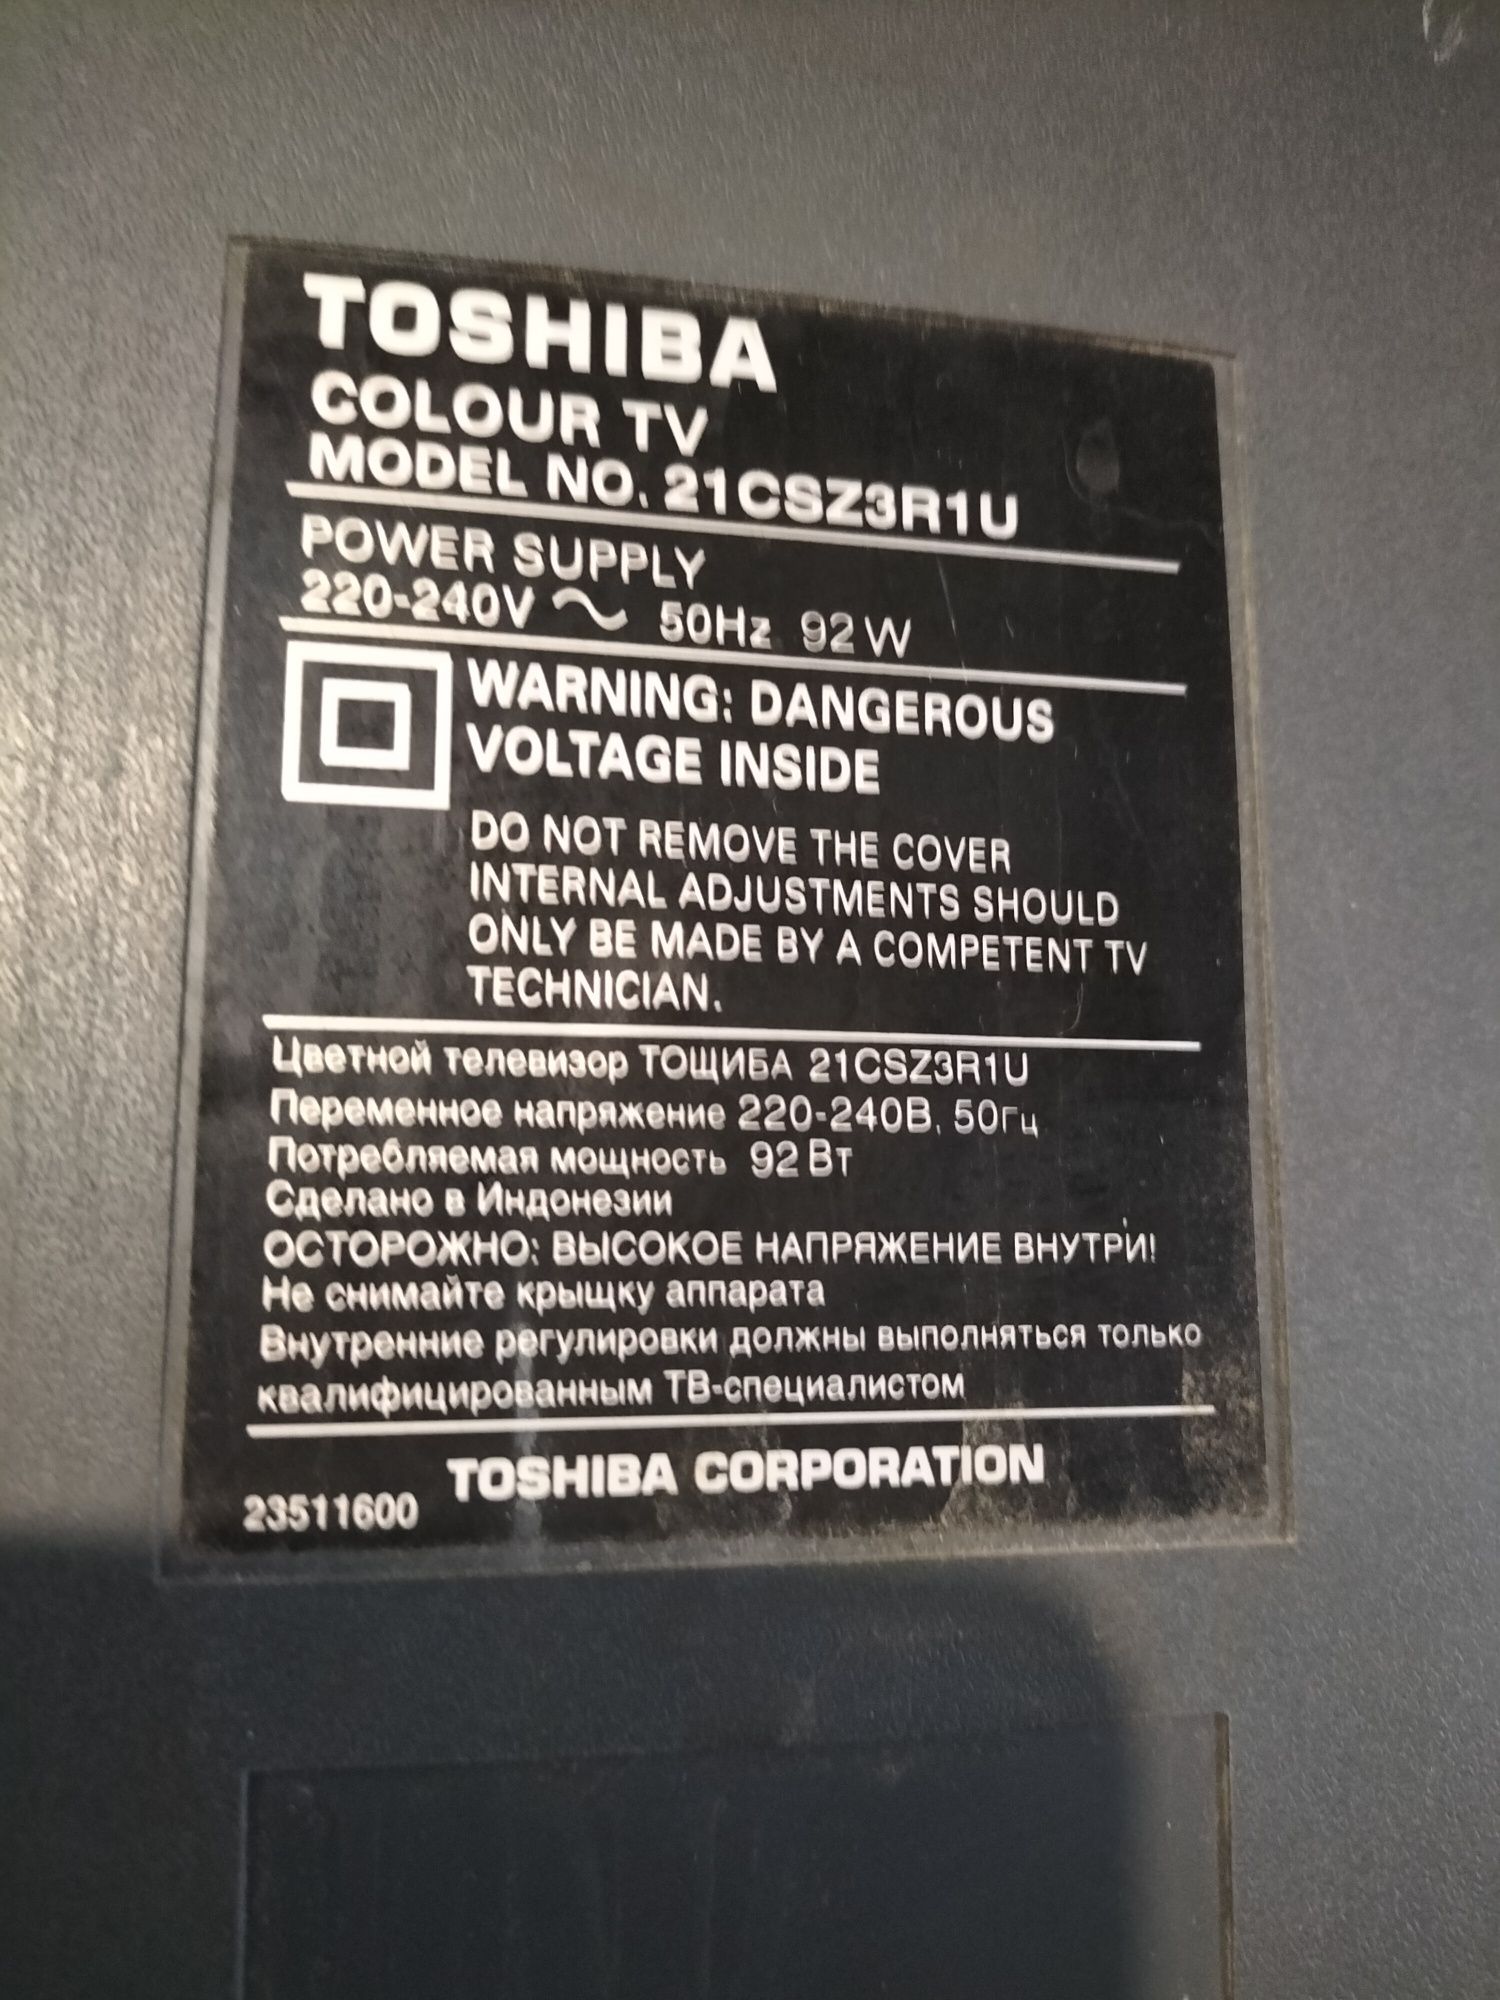 TOSHIBA
COLOUR TV
MODEL NO. 21CSZ3R1U
POWER SUPPLY
220-240V ~ 50Hz 92 W
WARNING: DANGEROUS
VOLTAGE INSIDE
DO NOT REMOVE THE COVER
INTERNAL ADJUSTMENTS SHOULD
ONLY BE MADE BY A COMPETENT TV
TECHNICIAN.
Цветной телевизор ТОЩИБА 21CSZ3R1U
Переменное напряжение 220-240В, 50Гц
Потребляемая мощность 92 Вт
Сделано в Индонезии
ОСТОРОЖНО: ВЫСОКОЕ НАПРЯЖЕНИЕ ВНУТРИ!
Не снимайте крыщку аппарата
Внутренние регулировки должны выполняться только
квалифицированным ТВ-специалистом
TOSHIBA CORPORATION
23511600